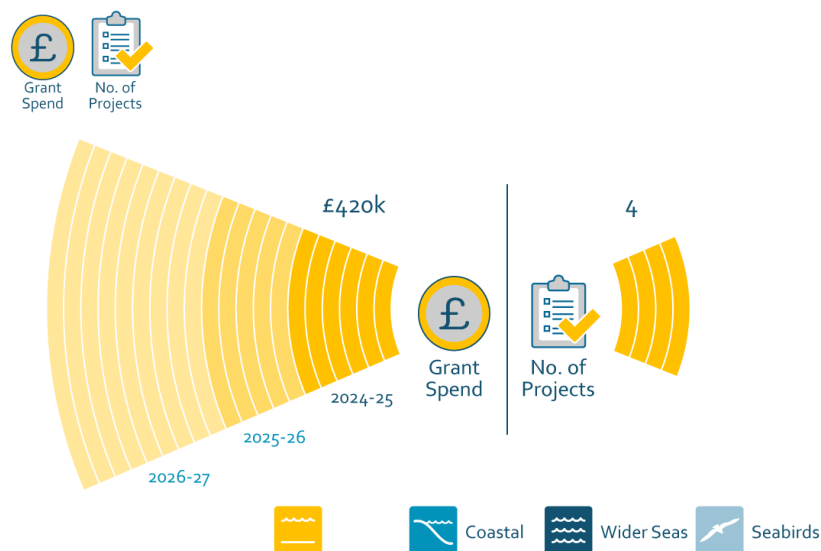 £
Grant
Spend
No. of
Projects
£420k
4
£
Grant
Spend
No. of
Projects
2024-25
2025-26
2026-27
Coastal
Wider Seas
Seabirds